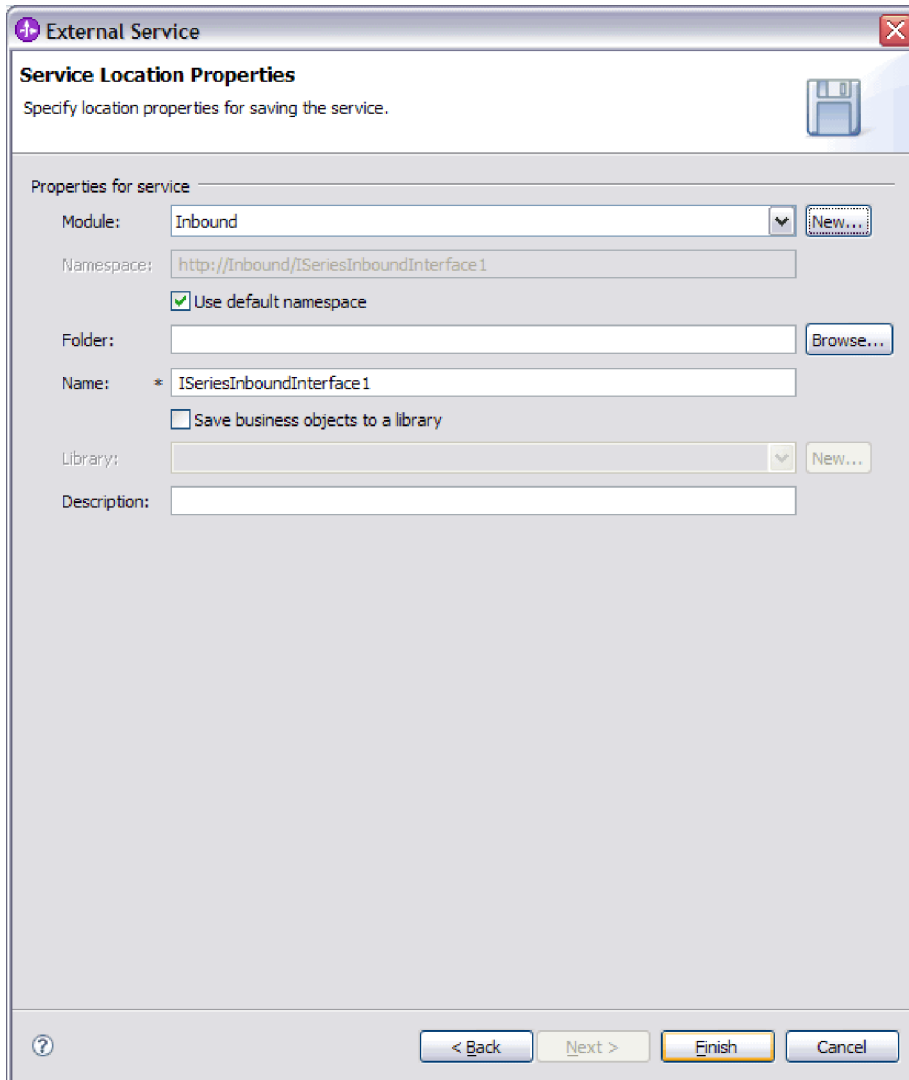 External Service
Service Location Properties
Specify location properties for saving the service.
Properties for service
Module: Inbound New...
Namespace: http://Inbound/ISeriesInboundInterface1
Use default namespace
Folder: Browse...
Name: * ISeriesInboundInterface1
Save business objects to a library
Library: New...
Description:
? < Back Next > Finish Cancel